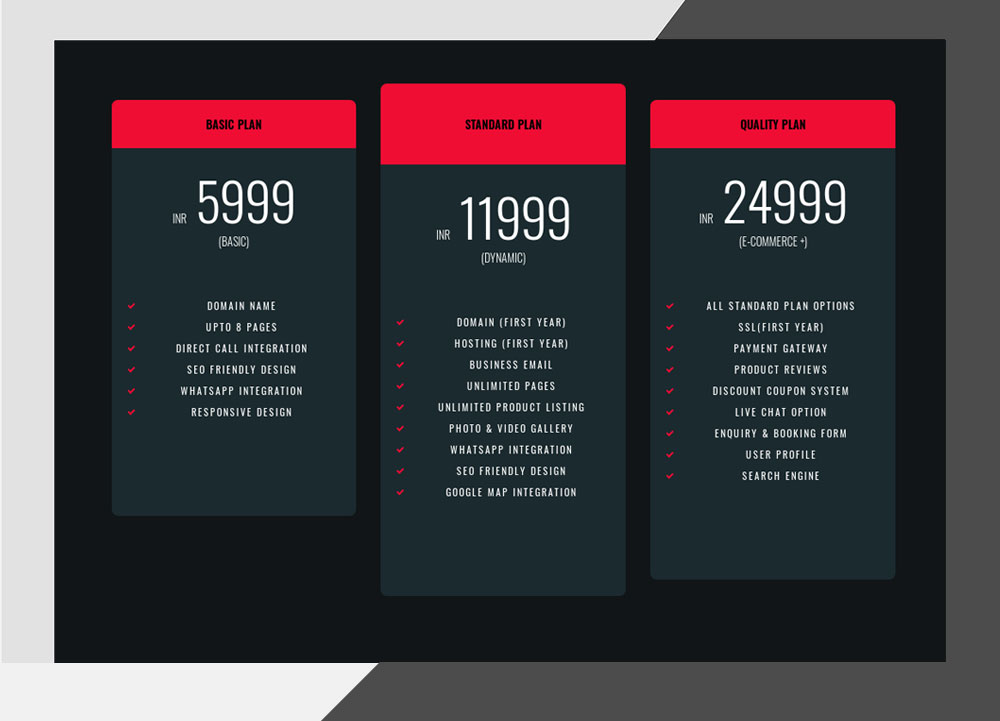 BASIC PLAN
INR 5999
(BASIC)
DOMAIN NAME
UPTO 8 PAGES
DIRECT CALL INTEGRATION
SEO FRIENDLY DESIGN
WHATSAPP INTEGRATION
RESPONSIVE DESIGN
STANDARD PLAN
INR 11999
(DYNAMIC)
DOMAIN (FIRST YEAR)
HOSTING (FIRST YEAR)
BUSINESS EMAIL
UNLIMITED PAGES
UNLIMITED PRODUCT LISTING
PHOTO & VIDEO GALLERY
WHATSAPP INTEGRATION
SEO FRIENDLY DESIGN
GOOGLE MAP INTEGRATION
QUALITY PLAN
INR 24999
(E-COMMERCE +)
ALL STANDARD PLAN OPTIONS
SSL(FIRST YEAR)
PAYMENT GATEWAY
PRODUCT REVIEWS
DISCOUNT COUPON SYSTEM
LIVE CHAT OPTION
ENQUIRY & BOOKING FORM
USER PROFILE
SEARCH ENGINE